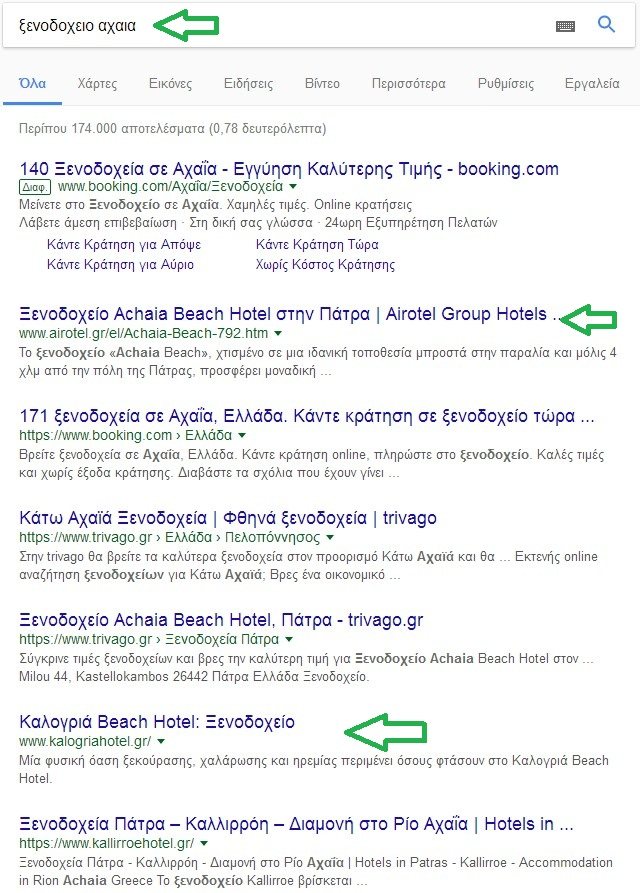 ξενοδοχειο αχαια
Όλα Χάρτες Εικόνες Ειδήσεις Βίντεο Περισσότερα Ρυθμίσεις Εργαλεία
Περίπου 174.000 αποτελέσματα (0,78 δευτερόλεπτα)
140 Ξενοδοχεία σε Αχαΐα - Εγγύηση Καλύτερης Τιμής - booking.com
Διαφ. www.booking.com/Αχαΐα/Ξενοδοχεία
Μείνετε στο Ξενοδοχείο σε Αχαΐα. Χαμηλές τιμές. Online κρατήσεις
Λάβετε άμεση επιβεβαίωση · Στη δική σας γλώσσα · 24ωρη Εξυπηρέτηση Πελατών
Κάντε Κράτηση για Απόψε Κάντε Κράτηση Τώρα
Κάντε Κράτηση για Αύριο Χωρίς Κόστος Κράτησης
Ξενοδοχείο Achaia Beach Hotel στην Πάτρα | Airotel Group Hotels ...
www.airotel.gr/el/Achaia-Beach-792.htm
Το ξενοδοχείο «Achaia Beach», χτισμένο σε μια ιδανική τοποθεσία μπροστά στην παραλία και μόλις 4
χλμ από την πόλη της Πάτρας, προσφέρει μοναδική ...
171 ξενοδοχεία σε Αχαΐα, Ελλάδα. Κάντε κράτηση σε ξενοδοχείο τώρα ...
https://www.booking.com › Ελλάδα
Βρείτε ξενοδοχεία σε Αχαΐα, Ελλάδα. Κάντε κράτηση online, πληρώστε στο ξενοδοχείο. Καλές τιμές
και χωρίς έξοδα κράτησης. Διαβάστε τα σχόλια που έχουν γίνει ...
Κάτω Αχαϊά Ξενοδοχεία | Φθηνά ξενοδοχεία | trivago
https://www.trivago.gr › Ελλάδα › Πελοπόννησος
Στην trivago θα βρείτε τα καλύτερα ξενοδοχεία στον προορισμό Κάτω Αχαϊά και θα ... Εκτενής online
αναζήτηση ξενοδοχείων για Κάτω Αχαϊά; Βρες ένα οικονομικό ...
Ξενοδοχείο Achaia Beach Hotel, Πάτρα - trivago.gr
https://www.trivago.gr › Ξενοδοχεία Πάτρα
Σύγκρινε τιμές ξενοδοχείων και βρες την καλύτερη τιμή για Ξενοδοχείο Achaia Beach Hotel στον ...
Milou 44, Kastellokambos 26442 Πάτρα Ελλάδα Ξενοδοχείο.
Καλογριά Beach Hotel: Ξενοδοχείο
www.kalogriahotel.gr/
Μία φυσική όαση ξεκούρασης, χαλάρωσης και ηρεμίας περιμένει όσους φτάσουν στο Καλογριά Beach
Hotel.
Ξενοδοχεία Πάτρα – Καλλιρρόη – Διαμονή στο Ρίο Αχαΐα | Hotels in ...
https://www.kallirroehotel.gr/
Ξενοδοχεία Πάτρα - Καλλιρρόη - Διαμονή στο Ρίο Αχαΐα | Hotels in Patras - Kallirroe - Accommodation
in Rion Achaia Greece Το ξενοδοχείο Kallirroe βρίσκεται ...